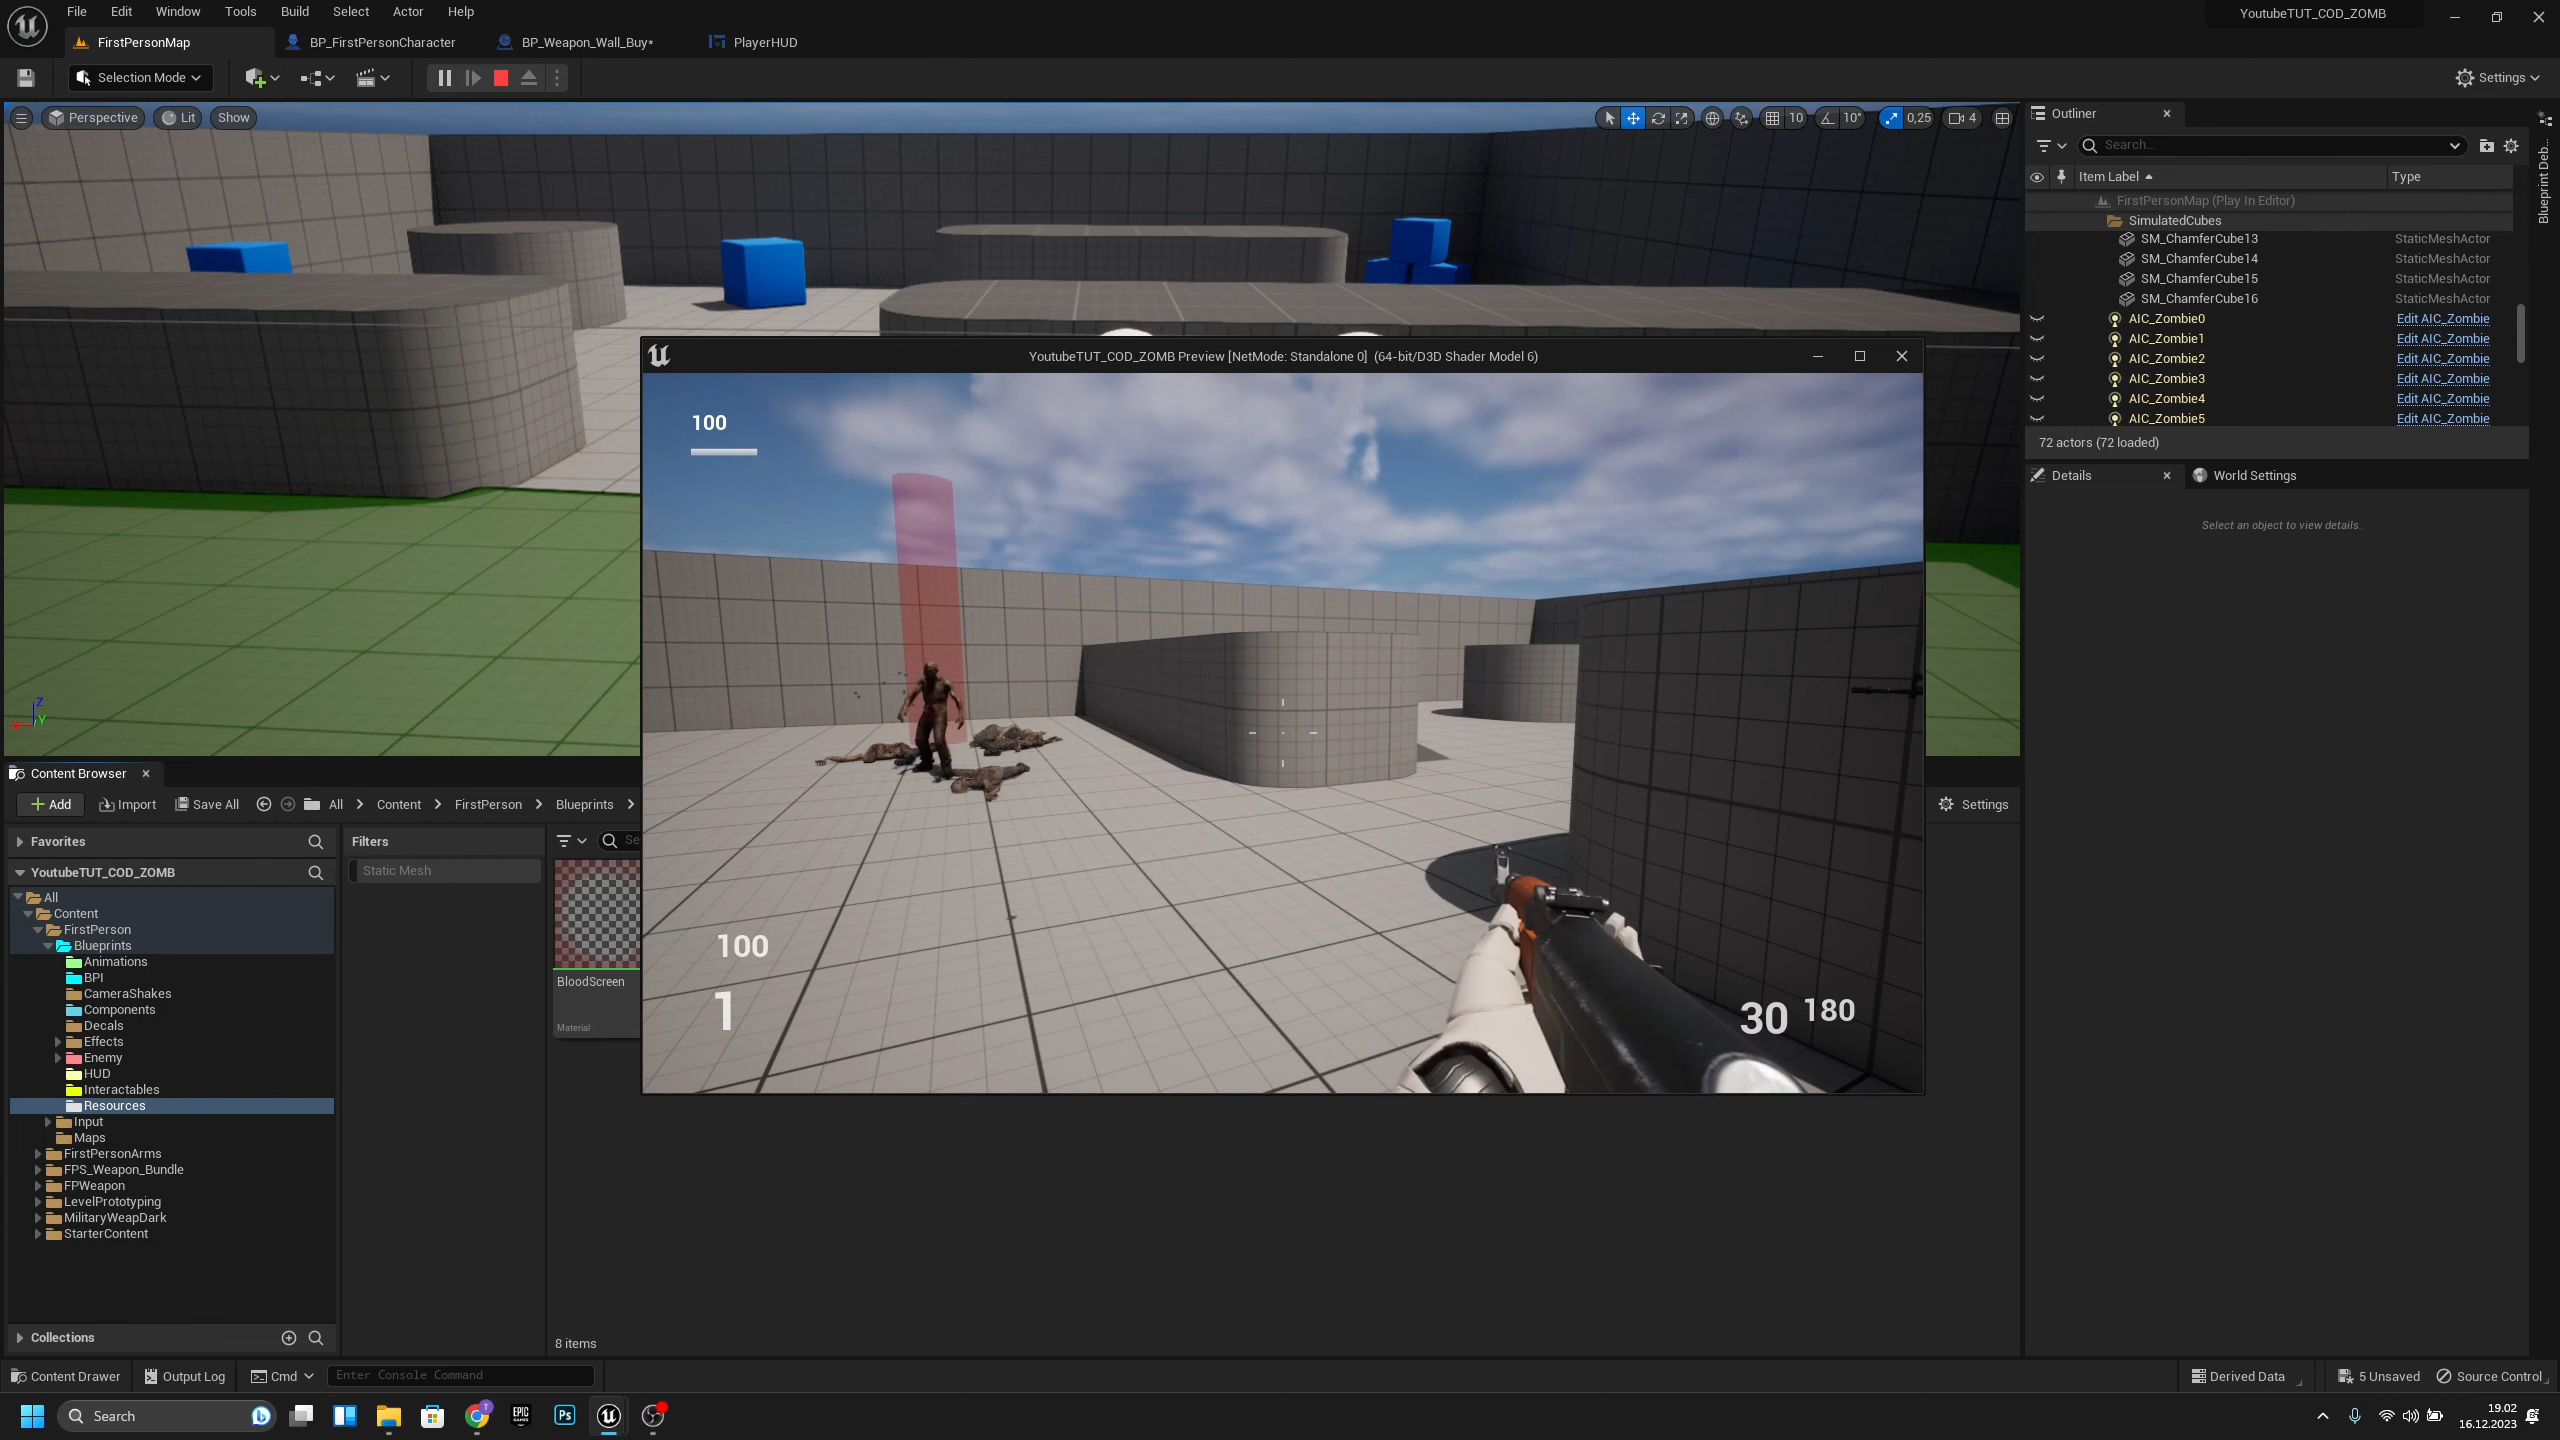 File Edit Window Tools Build Select Actor Help
YoutubeTUT_COD_ZOMB
FirstPersonMap
BP_FirstPersonCharacter
BP_Weapon_Wall_Buy*
PlayerHUD
Selection Mode
Settings
Perspective
Lit
Show
10
10°
0,25
4
Outliner
Search...
Item Label
Type
FirstPersonMap (Play In Editor)
SimulatedCubes
SM_ChamferCube13 StaticMeshActor
SM_ChamferCube14 StaticMeshActor
SM_ChamferCube15 StaticMeshActor
SM_ChamferCube16 StaticMeshActor
AIC_Zombie0 Edit AIC_Zombie
AIC_Zombie1 Edit AIC_Zombie
AIC_Zombie2 Edit AIC_Zombie
AIC_Zombie3 Edit AIC_Zombie
AIC_Zombie4 Edit AIC_Zombie
AIC_Zombie5 Edit AIC_Zombie
72 actors (72 loaded)
Blueprint Deb...
Details
World Settings
Select an object to view details.
YoutubeTUT_COD_ZOMB Preview [NetMode: Standalone 0] (64-bit/D3D Shader Model 6)
100
100
1
30 180
Z
Y
X
Content Browser
Add
Import
Save All
All
Content
FirstPerson
Blueprints
Settings
Favorites
Filters
Se
YoutubeTUT_COD_ZOMB
Static Mesh
All
Content
FirstPerson
Blueprints
Animations
BPI
CameraShakes
Components
Decals
Effects
Enemy
HUD
Interactables
Resources
Input
Maps
FirstPersonArms
FPS_Weapon_Bundle
FPWeapon
LevelPrototyping
MilitaryWeapDark
StarterContent
BloodScreen
Material
Collections
8 items
Content Drawer
Output Log
Cmd
Enter Console Command
Derived Data
5 Unsaved
Source Control
Search
EPIC
GAMES
Ps
T
19.02
16.12.2023